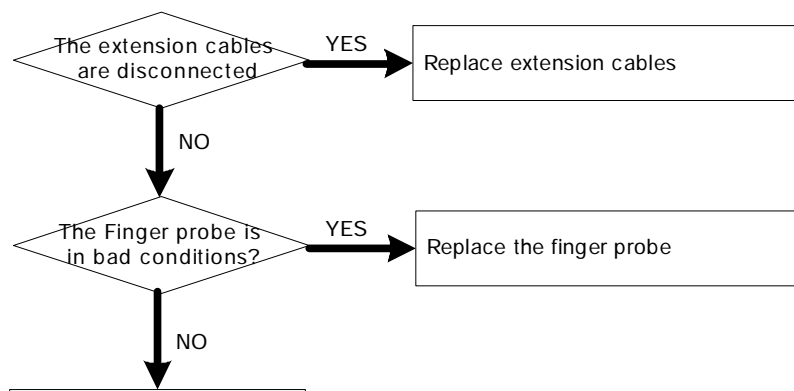 The extension cables
are disconnected
YES
Replace extension cables
NO
The Finger probe is
in bad conditions?
YES
Replace the finger probe
NO